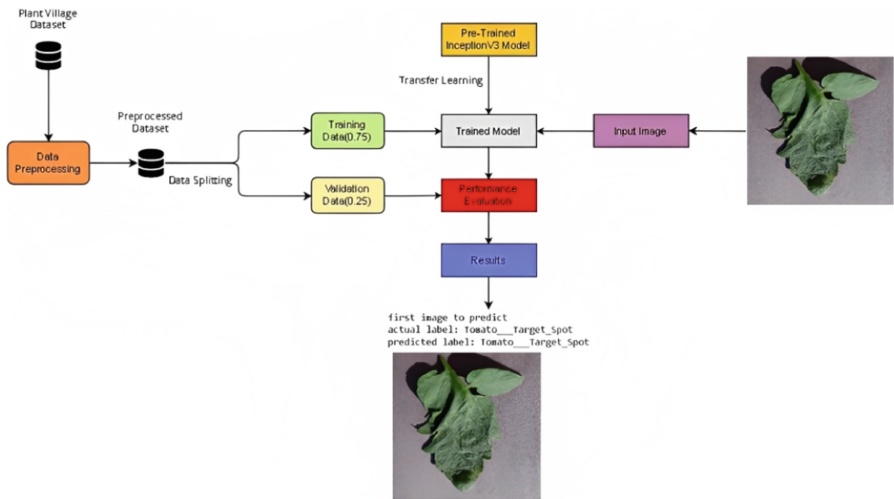 Plant Village
Dataset
Pre-Trained
InceptionV3 Model
Transfer Learning
Preprocessed
Dataset
Training
Data(0.75)
Trained Model
Input Image
Data
Preprocessing
Data Splitting
Validation
Data(0.25)
Performance
Evaluation
Results
first image to predict
actual label: Tomato___Target_Spot
predicted label: Tomato___Target_Spot